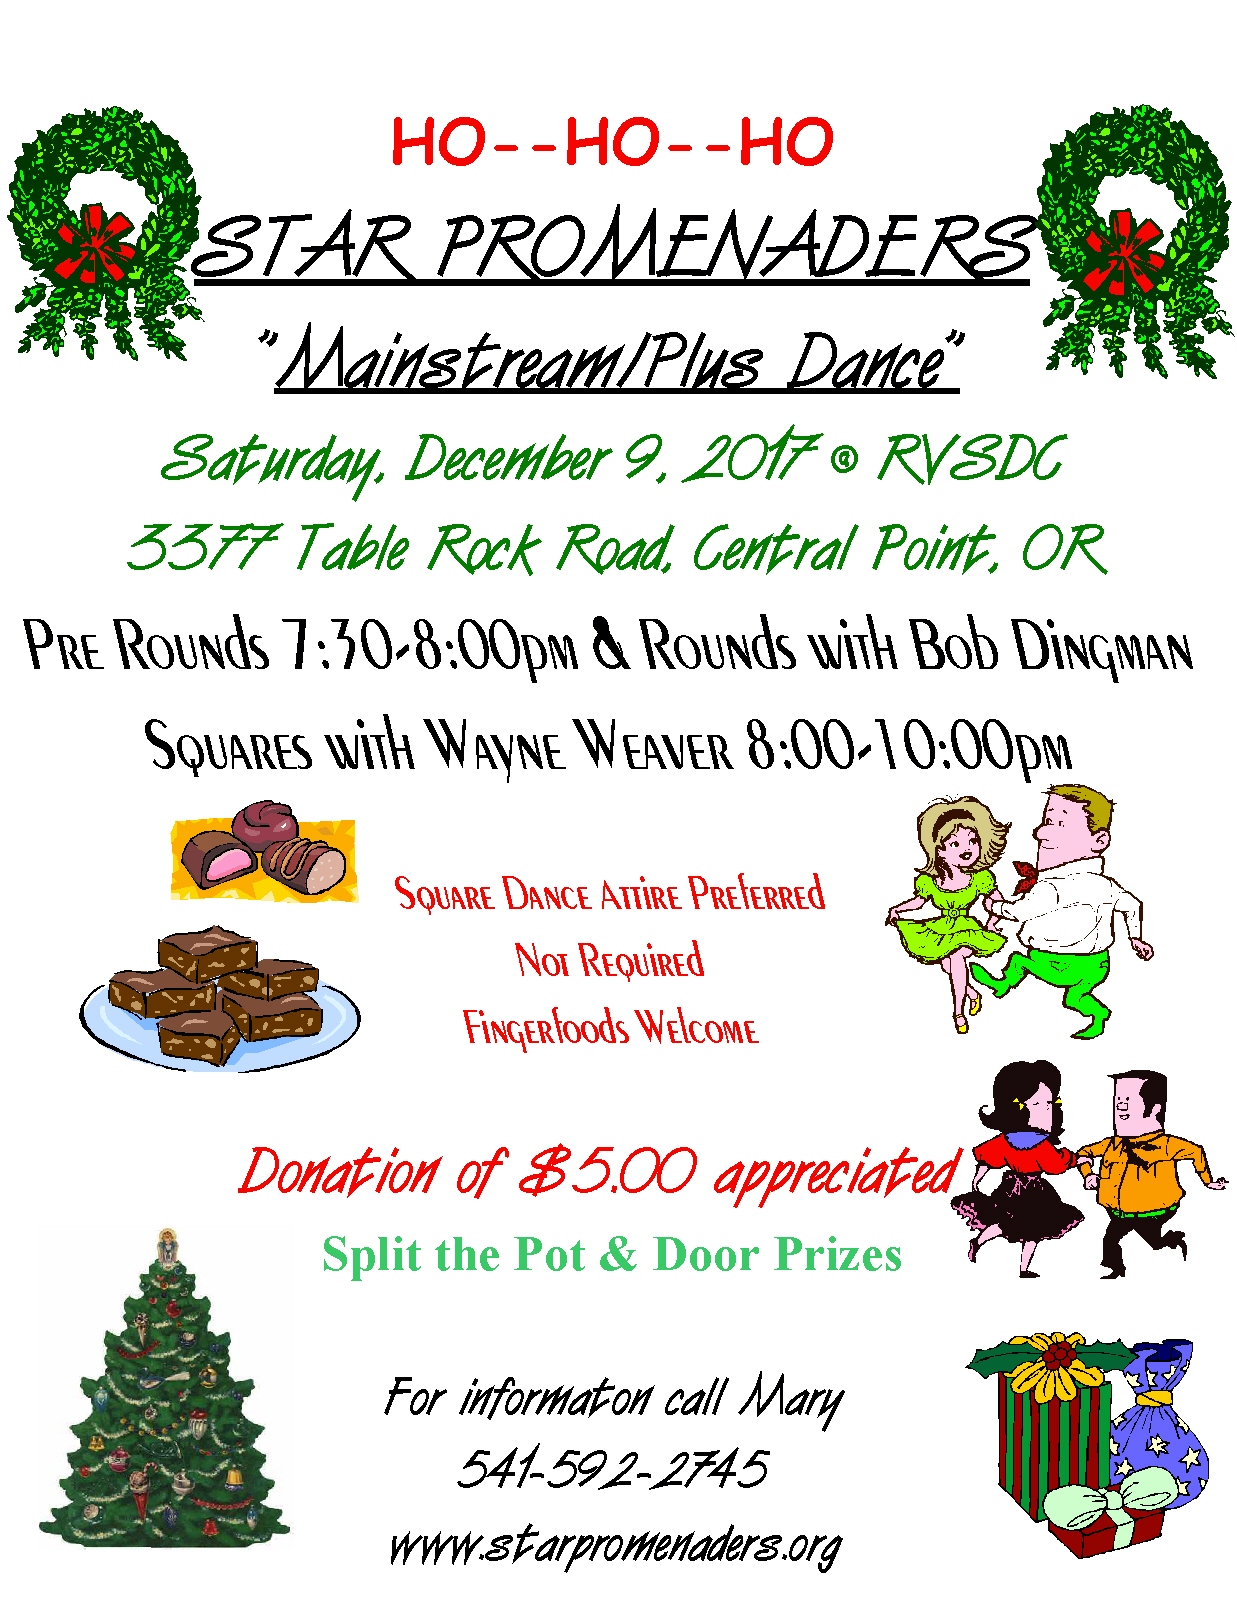 HO--HO--HO
STAR PROMENADERS
"Mainstream/Plus Dance"
Saturday, December 9, 2017 @ RVSDC
3377 Table Rock Road, Central Point, OR
Pre Rounds 7:30-8:00pm & Rounds with Bob Dingman
Squares with Wayne Weaver 8:00-10:00pm
Square Dance Attire Preferred
Not Required
Fingerfoods Welcome
Donation of $5.00 appreciated
Split the Pot & Door Prizes
For informaton call Mary
541-592-2745
www.starpromenaders.org